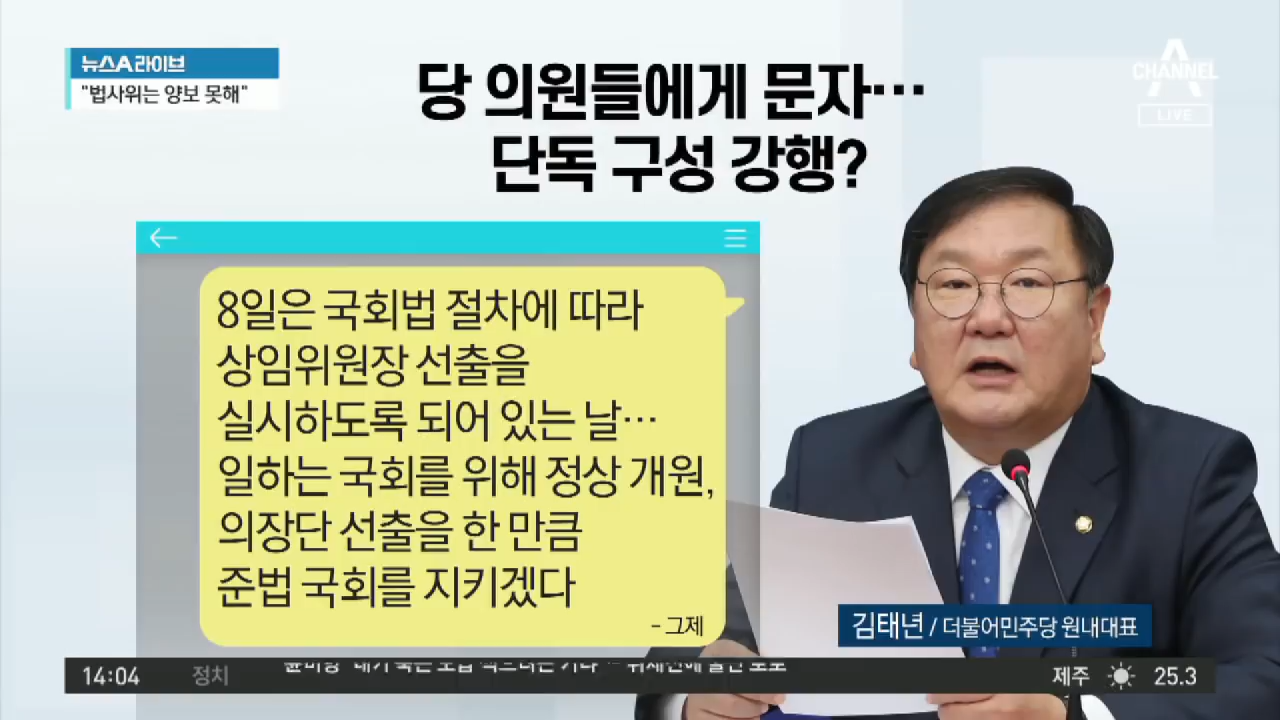 뉴스A 라이브
"법사위는 양보 못해"
당 의원들에게 문자…
단독 구성 강행?
CHANNEL A
LIVE
8일은 국회법 절차에 따라
상임위원장 선출을
실시하도록 되어 있는 날…
일하는 국회를 위해 정상 개원,
의장단 선출을 한 만큼
준법 국회를 지키겠다
- 그제
김태년 / 더불어민주당 원내대표
14:04 정치 제주 25.3